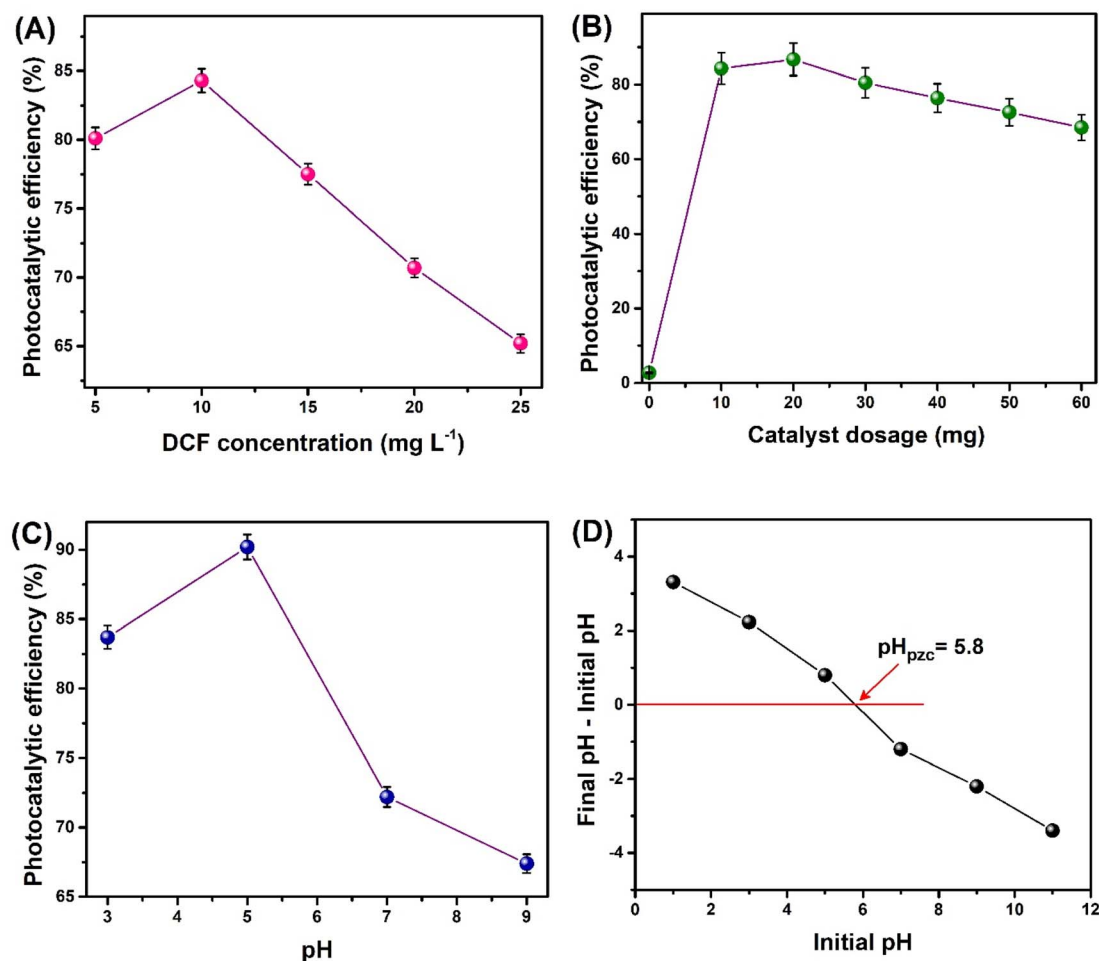 (A)
Photocatalytic efficiency (%)
85
80
75
70
65
5 10 15 20 25
DCF concentration (mg L⁻¹)
(B)
Photocatalytic efficiency (%)
80
60
40
20
0
0 10 20 30 40 50 60
Catalyst dosage (mg)
(C)
Photocatalytic efficiency (%)
90
85
80
75
70
65
3 4 5 6 7 8 9
pH
(D)
Final pH - Initial pH
4
2
0
-2
-4
pHpzc= 5.8
0 2 4 6 8 10 12
Initial pH